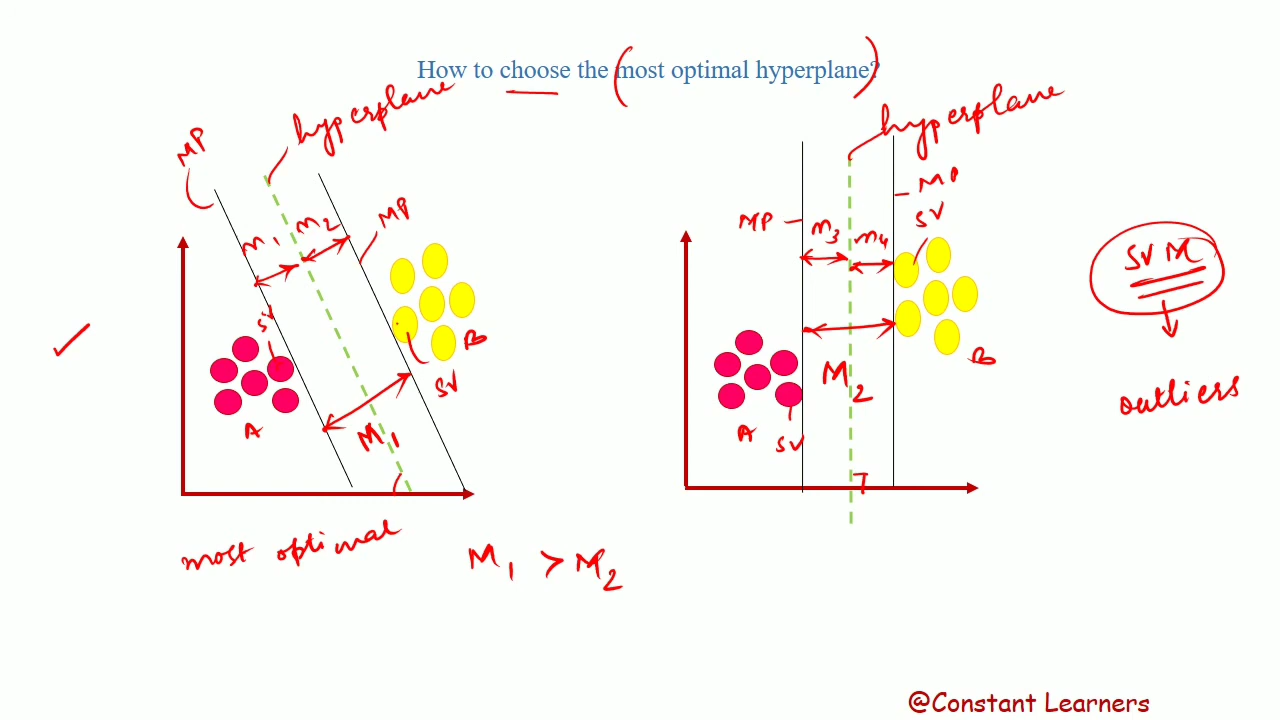 How to choose the most optimal hyperplane?
MP
hyperplane
m1
m2
MP
SV
A
B
SV
M1
most optimal
M1 > M2
hyperplane
MP
MP
SV
m3
m4
M2
A
SV
B
SVM
outliers
@Constant Learners